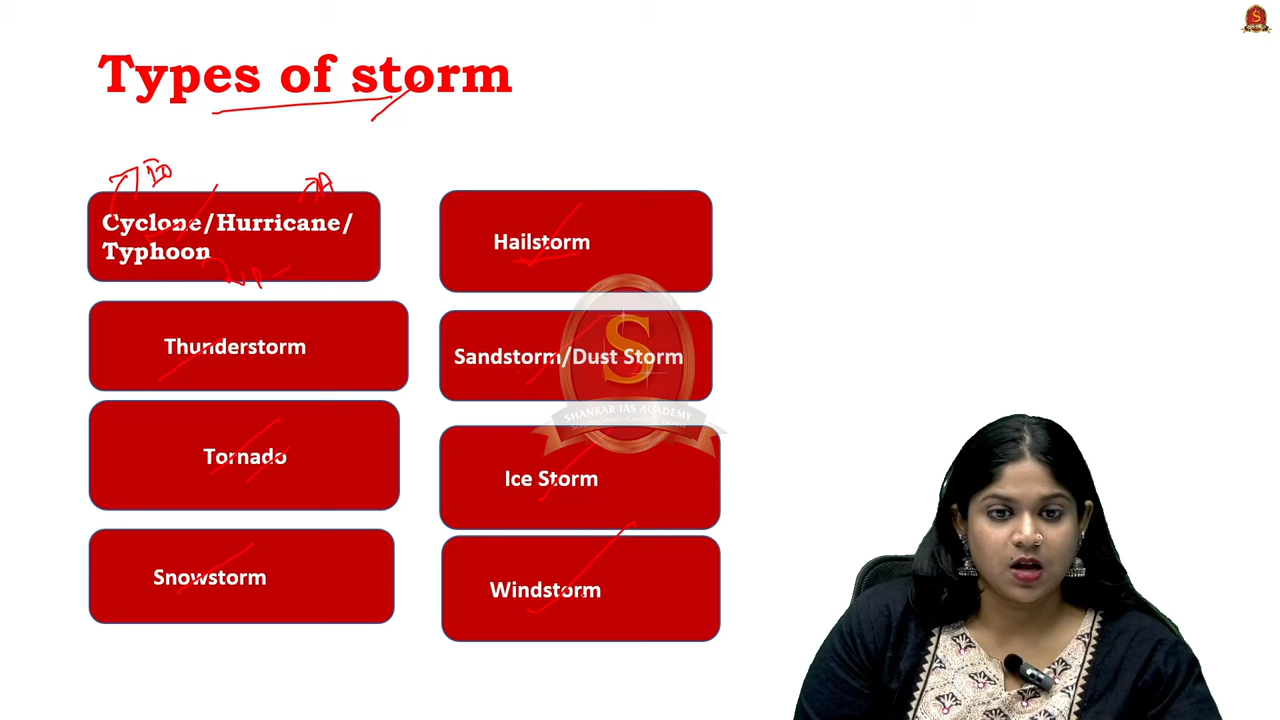 Types of storm
IO
A
Cyclone/Hurricane/
Typhoon
Hailstorm
Thunderstorm
Sandstorm/Dust Storm
S
SHANKAR IAS ACADEMY
Tornado
Ice Storm
Snowstorm
Windstorm